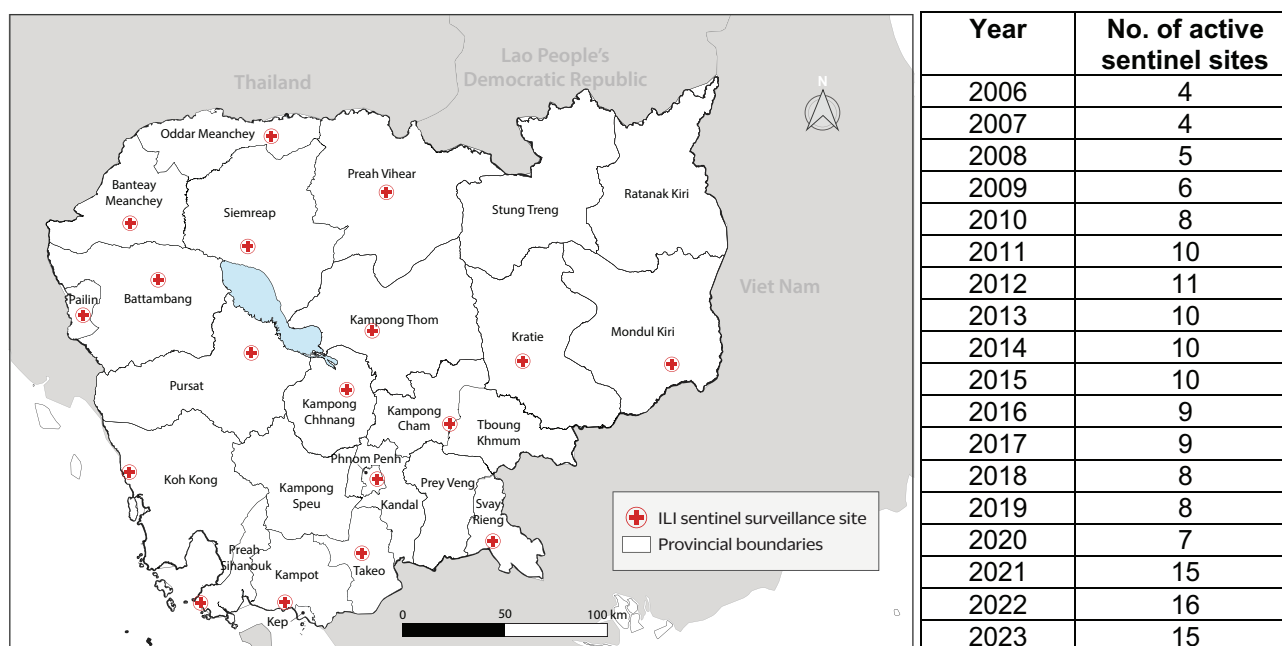 Thailand
Lao People's
Democratic Republic
N
Oddar Meanchey
Preah Vihear
Banteay
Meanchey
Siemreap
Stung Treng
Ratanak Kiri
Viet Nam
Pailin
Battambang
Kampong Thom
Kratie
Mondul Kiri
Pursat
Kampong
Chhnang
Kampong
Cham
Tboung
Khmum
Phnom Penh
Koh Kong
Kampong
Speu
Kandal
Prey Veng
Svay
Rieng
Preah
Sihanouk
Kampot
Takeo
Kep
ILI sentinel surveillance site
Provincial boundaries
0 50 100 km
Year No. of active
sentinel sites
2006 4
2007 4
2008 5
2009 6
2010 8
2011 10
2012 11
2013 10
2014 10
2015 10
2016 9
2017 9
2018 8
2019 8
2020 7
2021 15
2022 16
2023 15